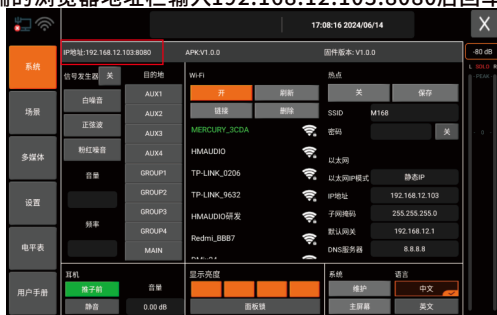 端的浏览器地址栏输入192.168.12.103:8080后回车
17:08:16 2024/06/14
X
IP地址:192.168.12.103:8080
APK:V1.0.0
固件版本: V1.0.0
-80 dB
系统
场景
多媒体
设置
电平表
用户手册
信号发生器
关
目的地
白噪音
正弦波
粉红噪音
音量
频率
AUX1
AUX2
AUX3
AUX4
GROUP1
GROUP2
GROUP3
GROUP4
MAIN
Wi-Fi
开
刷新
链接
删除
MERCURY_3CDA
HMAUDIO
TP-LINK_0206
TP-LINK_9632
HMAUDIO研发
Redmi_BBB7
热点
关
保存
SSID
M168
密码
关
以太网
以太网IP模式
静态IP
IP地址
192.168.12.103
子网掩码
255.255.255.0
默认网关
192.168.12.1
DNS服务器
8.8.8.8
L SOLO R
PEAK
0
耳机
推子前
音量
静音
0.00 dB
显示亮度
面板锁
系统
维护
主屏幕
语言
中文
英文